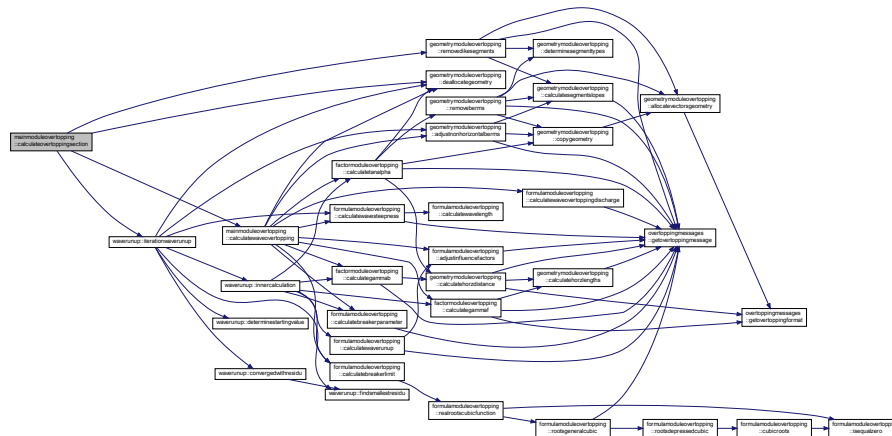 mainmoduleovertopping
::calculateovertoppingsection
waverunup::iterationwaverunup
mainmoduleovertopping
::calculatewaveovertopping
waverunup::innercalculation
waverunup::determinestartingvalue
waverunup::convergedwithresidu
factormoduleovertopping
::calculatetanalpha
formulamoduleovertopping
::calculatewavesteepness
factormoduleovertopping
::calculategammab
formulamoduleovertopping
::calculatebreakerparameter
formulamoduleovertopping
::calculatewaverunup
formulamoduleovertopping
::calculatebreakerlimit
waverunup::findsmallestresidu
geometrymoduleovertopping
::removedikesegments
geometrymoduleovertopping
::deallocategeometry
geometrymoduleovertopping
::removeberms
geometrymoduleovertopping
::adjustnonhorizontalberms
formulamoduleovertopping
::calculatewavelength
formulamoduleovertopping
::adjustinfluencefactors
geometrymoduleovertopping
::calculatehorzdistance
factormoduleovertopping
::calculategammaf
formulamoduleovertopping
::realrootscubicfunction
geometrymoduleovertopping
::determinesegmenttypes
geometrymoduleovertopping
::calculatesegmentslopes
geometrymoduleovertopping
::copygeometry
formulamoduleovertopping
::calculatewaveovertoppingdischarge
geometrymoduleovertopping
::calculatehorzlengths
formulamoduleovertopping
::rootsgeneralcubic
geometrymoduleovertopping
::allocatevectorsgeometry
overtoppingmessages
::getovertoppingmessage
formulamoduleovertopping
::rootsdepressedcubic
overtoppingmessages
::getovertoppingformat
formulamoduleovertopping
::cubicroots
formulamoduleovertopp
::isequalzero